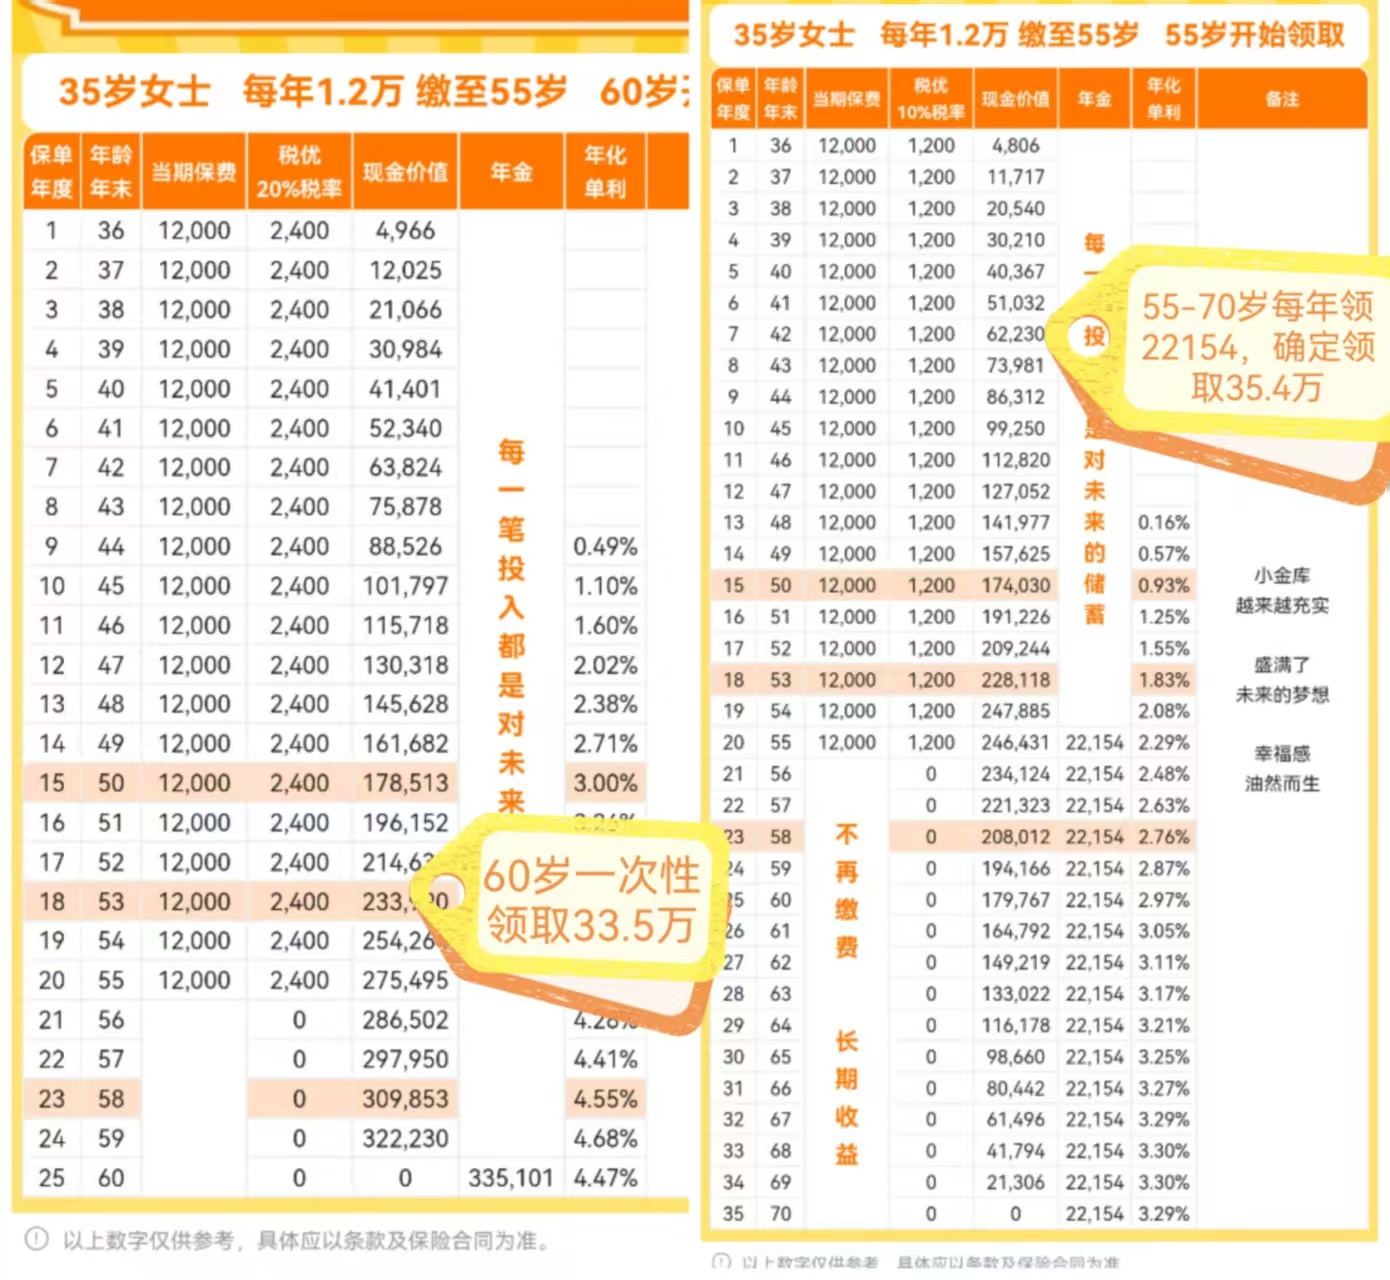 35岁女士 每年1.2万 缴至55岁 60岁
保单年度 年龄年末 当期保费 税优20%税率 现金价值 年金 年化单利
1 36 12,000 2,400 4,966
2 37 12,000 2,400 12,025
3 38 12,000 2,400 21,066
4 39 12,000 2,400 30,984
5 40 12,000 2,400 41,401
6 41 12,000 2,400 52,340
7 42 12,000 2,400 63,824
8 43 12,000 2,400 75,878
9 44 12,000 2,400 88,526 0.49%
10 45 12,000 2,400 101,797 1.10%
11 46 12,000 2,400 115,718 1.60%
12 47 12,000 2,400 130,318 2.02%
13 48 12,000 2,400 145,628 2.38%
14 49 12,000 2,400 161,682 2.71%
15 50 12,000 2,400 178,513 3.00%
16 51 12,000 2,400 196,152
17 52 12,000 2,400
18 53 12,000 2,400
19 54 12,000 2,400
20 55 12,000 2,400 275,495
21 56 0 286,502
22 57 0 297,950 4.41%
23 58 0 309,853 4.55%
24 59 0 322,230 4.68%
25 60 0 0 335,101 4.47%
每一笔投入都是对未来
60岁一次性
领取33.5万
以上数字仅供参考，具体应以条款及保险合同为准。
35岁女士 每年1.2万 缴至55岁 55岁开始领取
保单年度 年龄年末 当期保费 税优10%税率 现金价值 年金 年化单利 备注
1 36 12,000 1,200 4,806
2 37 12,000 1,200 11,717
3 38 12,000 1,200 20,540
4 39 12,000 1,200 30,210
5 40 12,000 1,200 40,367
6 41 12,000 1,200 51,032
7 42 12,000 1,200 62,230
8 43 12,000 1,200 73,981
9 44 12,000 1,200 86,312
10 45 12,000 1,200 99,250
11 46 12,000 1,200 112,820
12 47 12,000 1,200 127,052
13 48 12,000 1,200 141,977 0.16%
14 49 12,000 1,200 157,625 0.57%
15 50 12,000 1,200 174,030 0.93%
16 51 12,000 1,200 191,226 1.25%
17 52 12,000 1,200 209,244 1.55%
18 53 12,000 1,200 228,118 1.83%
19 54 12,000 1,200 247,885 2.08%
20 55 12,000 1,200 246,431 22,154 2.29%
21 56 0 234,124 22,154 2.48%
22 57 0 221,323 22,154 2.63%
23 58 0 208,012 22,154 2.76%
24 59 0 194,166 22,154 2.87%
25 60 0 179,767 22,154 2.97%
26 61 0 164,792 22,154 3.05%
27 62 0 149,219 22,154 3.11%
28 63 0 133,022 22,154 3.17%
29 64 0 116,178 22,154 3.21%
30 65 0 98,660 22,154 3.25%
31 66 0 80,442 22,154 3.27%
32 67 0 61,496 22,154 3.29%
33 68 0 41,794 22,154 3.30%
34 69 0 21,306 22,154 3.30%
35 70 0 0 22,154 3.29%
每一投是对未来的储蓄
不再缴费 长期收益
55-70岁每年领
22154，确定领
取35.4万
小金库
越来越充实
盛满了
未来的梦想
幸福感
油然而生
以上数字仅供参考，具体应以条款及保险合同为准